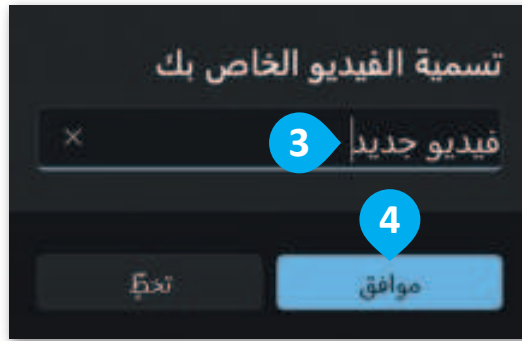 تسمية الفيديو الخاص بك
فيديو جديد
3
×
4
موافق
تخطٍ